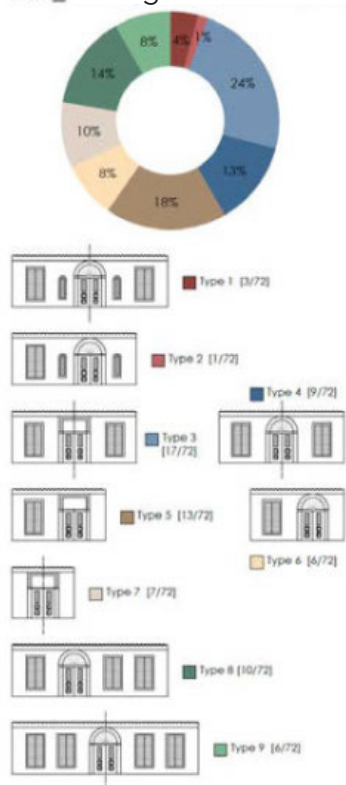 8%
4%
1%
24%
14%
10%
13%
8%
18%
Type 1 [3/72]
Type 2 [1/72]
Type 4 [9/72]
Type 3
[17/72]
Type 5 [13/72]
Type 6 [6/72]
Type 7 [7/72]
Type 8 [10/72]
Type 9 [6/72]